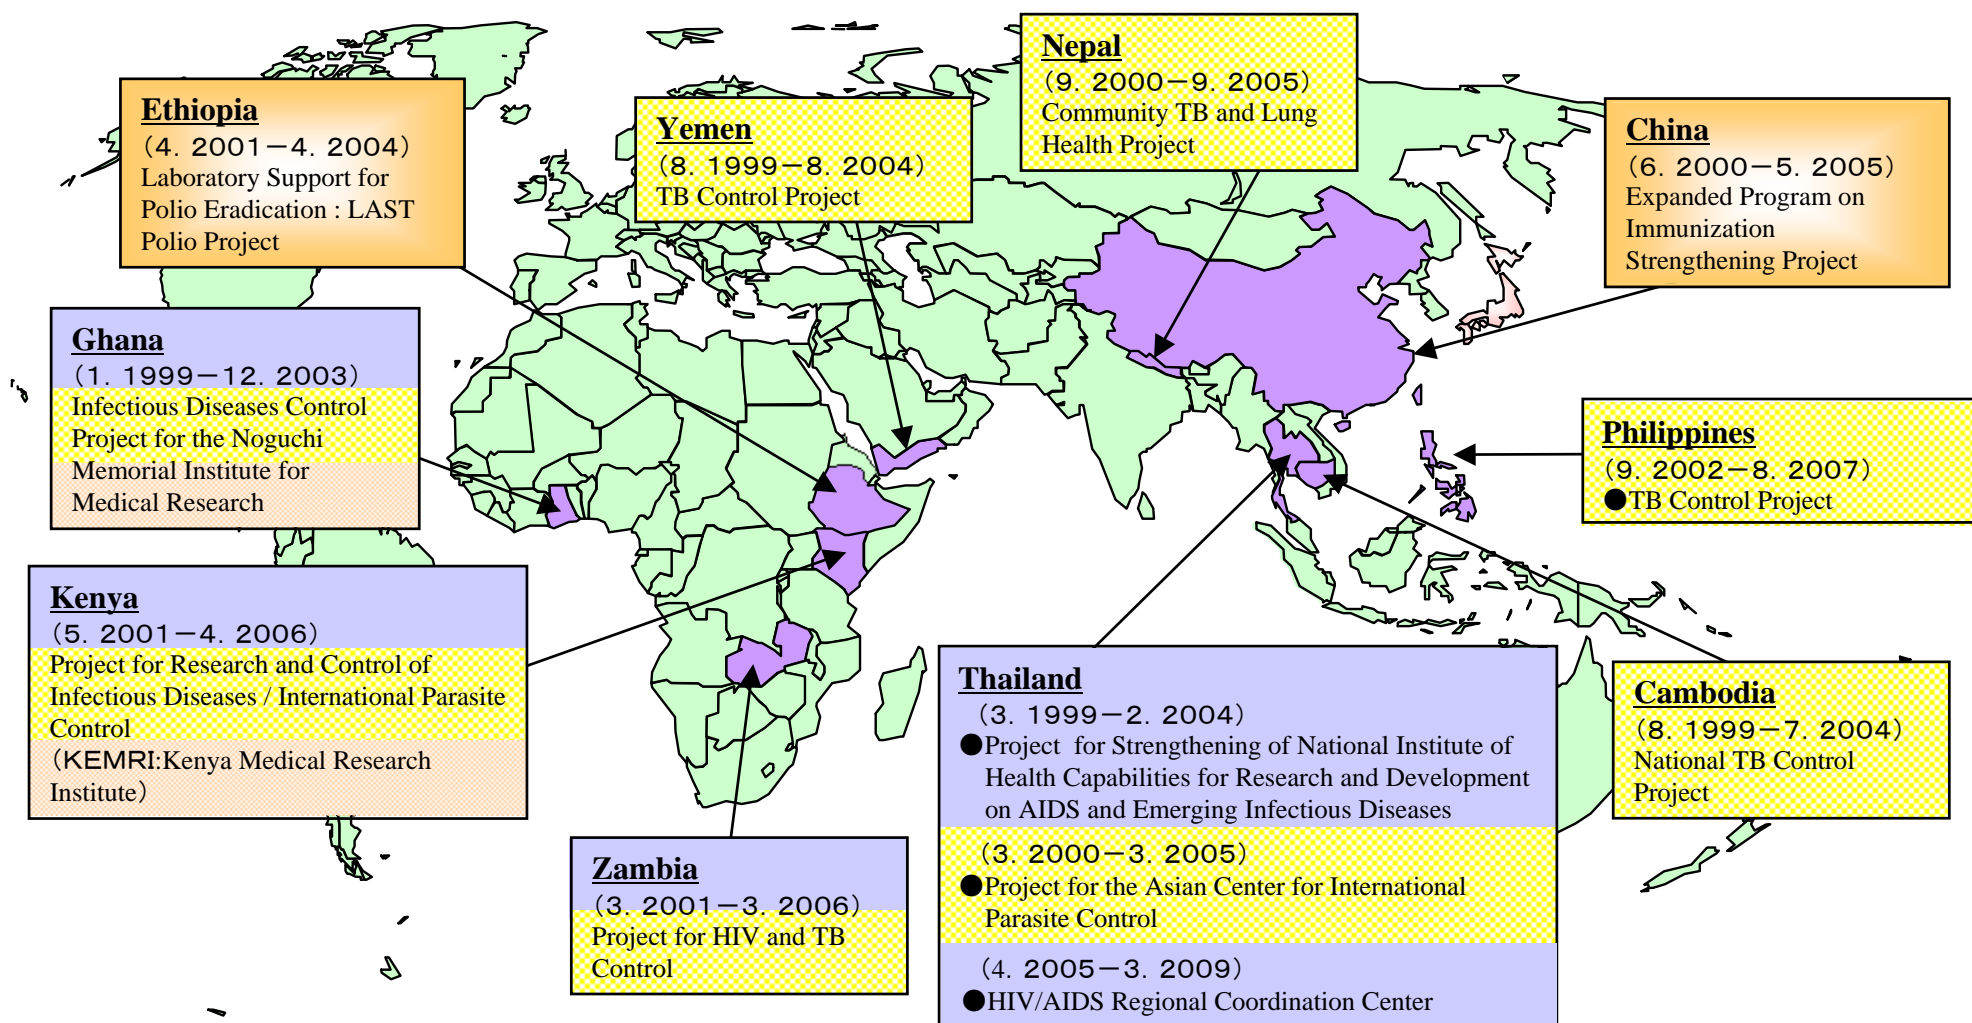 Nepal
（9. 2000－9. 2005）
Community TB and Lung
Health Project
Ethiopia
（4. 2001－4. 2004）
Laboratory Support for
Polio Eradication : LAST
Polio Project
Yemen
（8. 1999－8. 2004）
TB Control Project
China
（6. 2000－5. 2005）
Expanded Program on
Immunization
Strengthening Project
Ghana
（1. 1999－12. 2003）
Infectious Diseases Control
Project for the Noguchi
Memorial Institute for
Medical Research
Philippines
（9. 2002－8. 2007）
●TB Control Project
Kenya
（5. 2001－4. 2006）
Project for Research and Control of
Infectious Diseases / International Parasite
Control
（KEMRI:Kenya Medical Research
Institute）
Thailand
（3. 1999－2. 2004）
●Project for Strengthening of National Institute of
Health Capabilities for Research and Development
on AIDS and Emerging Infectious Diseases
（3. 2000－3. 2005）
●Project for the Asian Center for International
Parasite Control
（4. 2005－3. 2009）
●HIV/AIDS Regional Coordination Center
Cambodia
（8. 1999－7. 2004）
National TB Control
Project
Zambia
（3. 2001－3. 2006）
Project for HIV and TB
Control